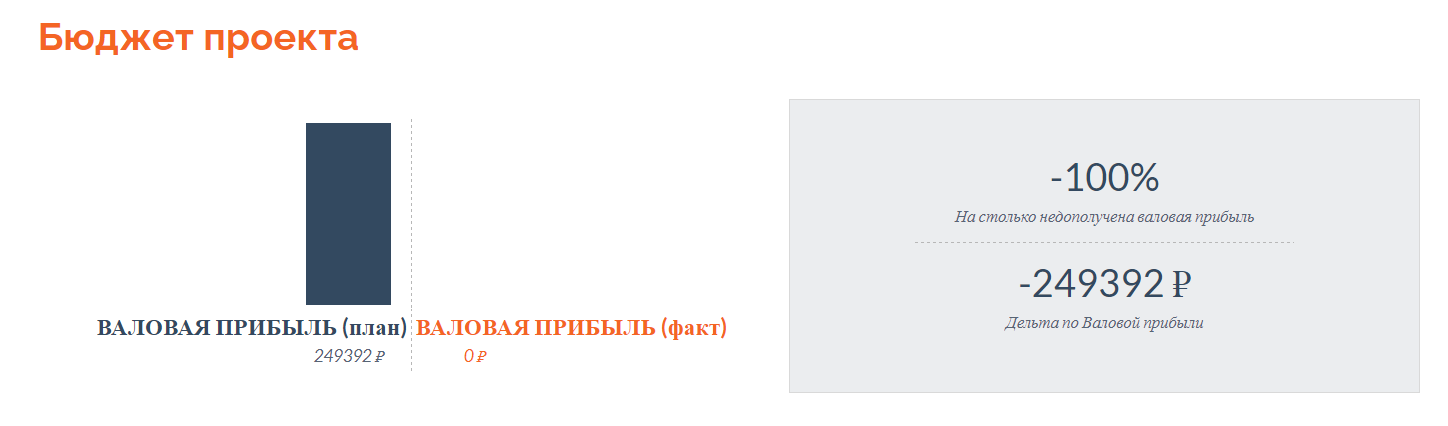 Бюджет проекта
ВАЛОВАЯ ПРИБЫЛЬ (план)
249392 ₽
ВАЛОВАЯ ПРИБЫЛЬ (факт)
0 ₽
-100%
На столько недополучена валовая прибыль
-249392 ₽
Дельта по Валовой прибыли